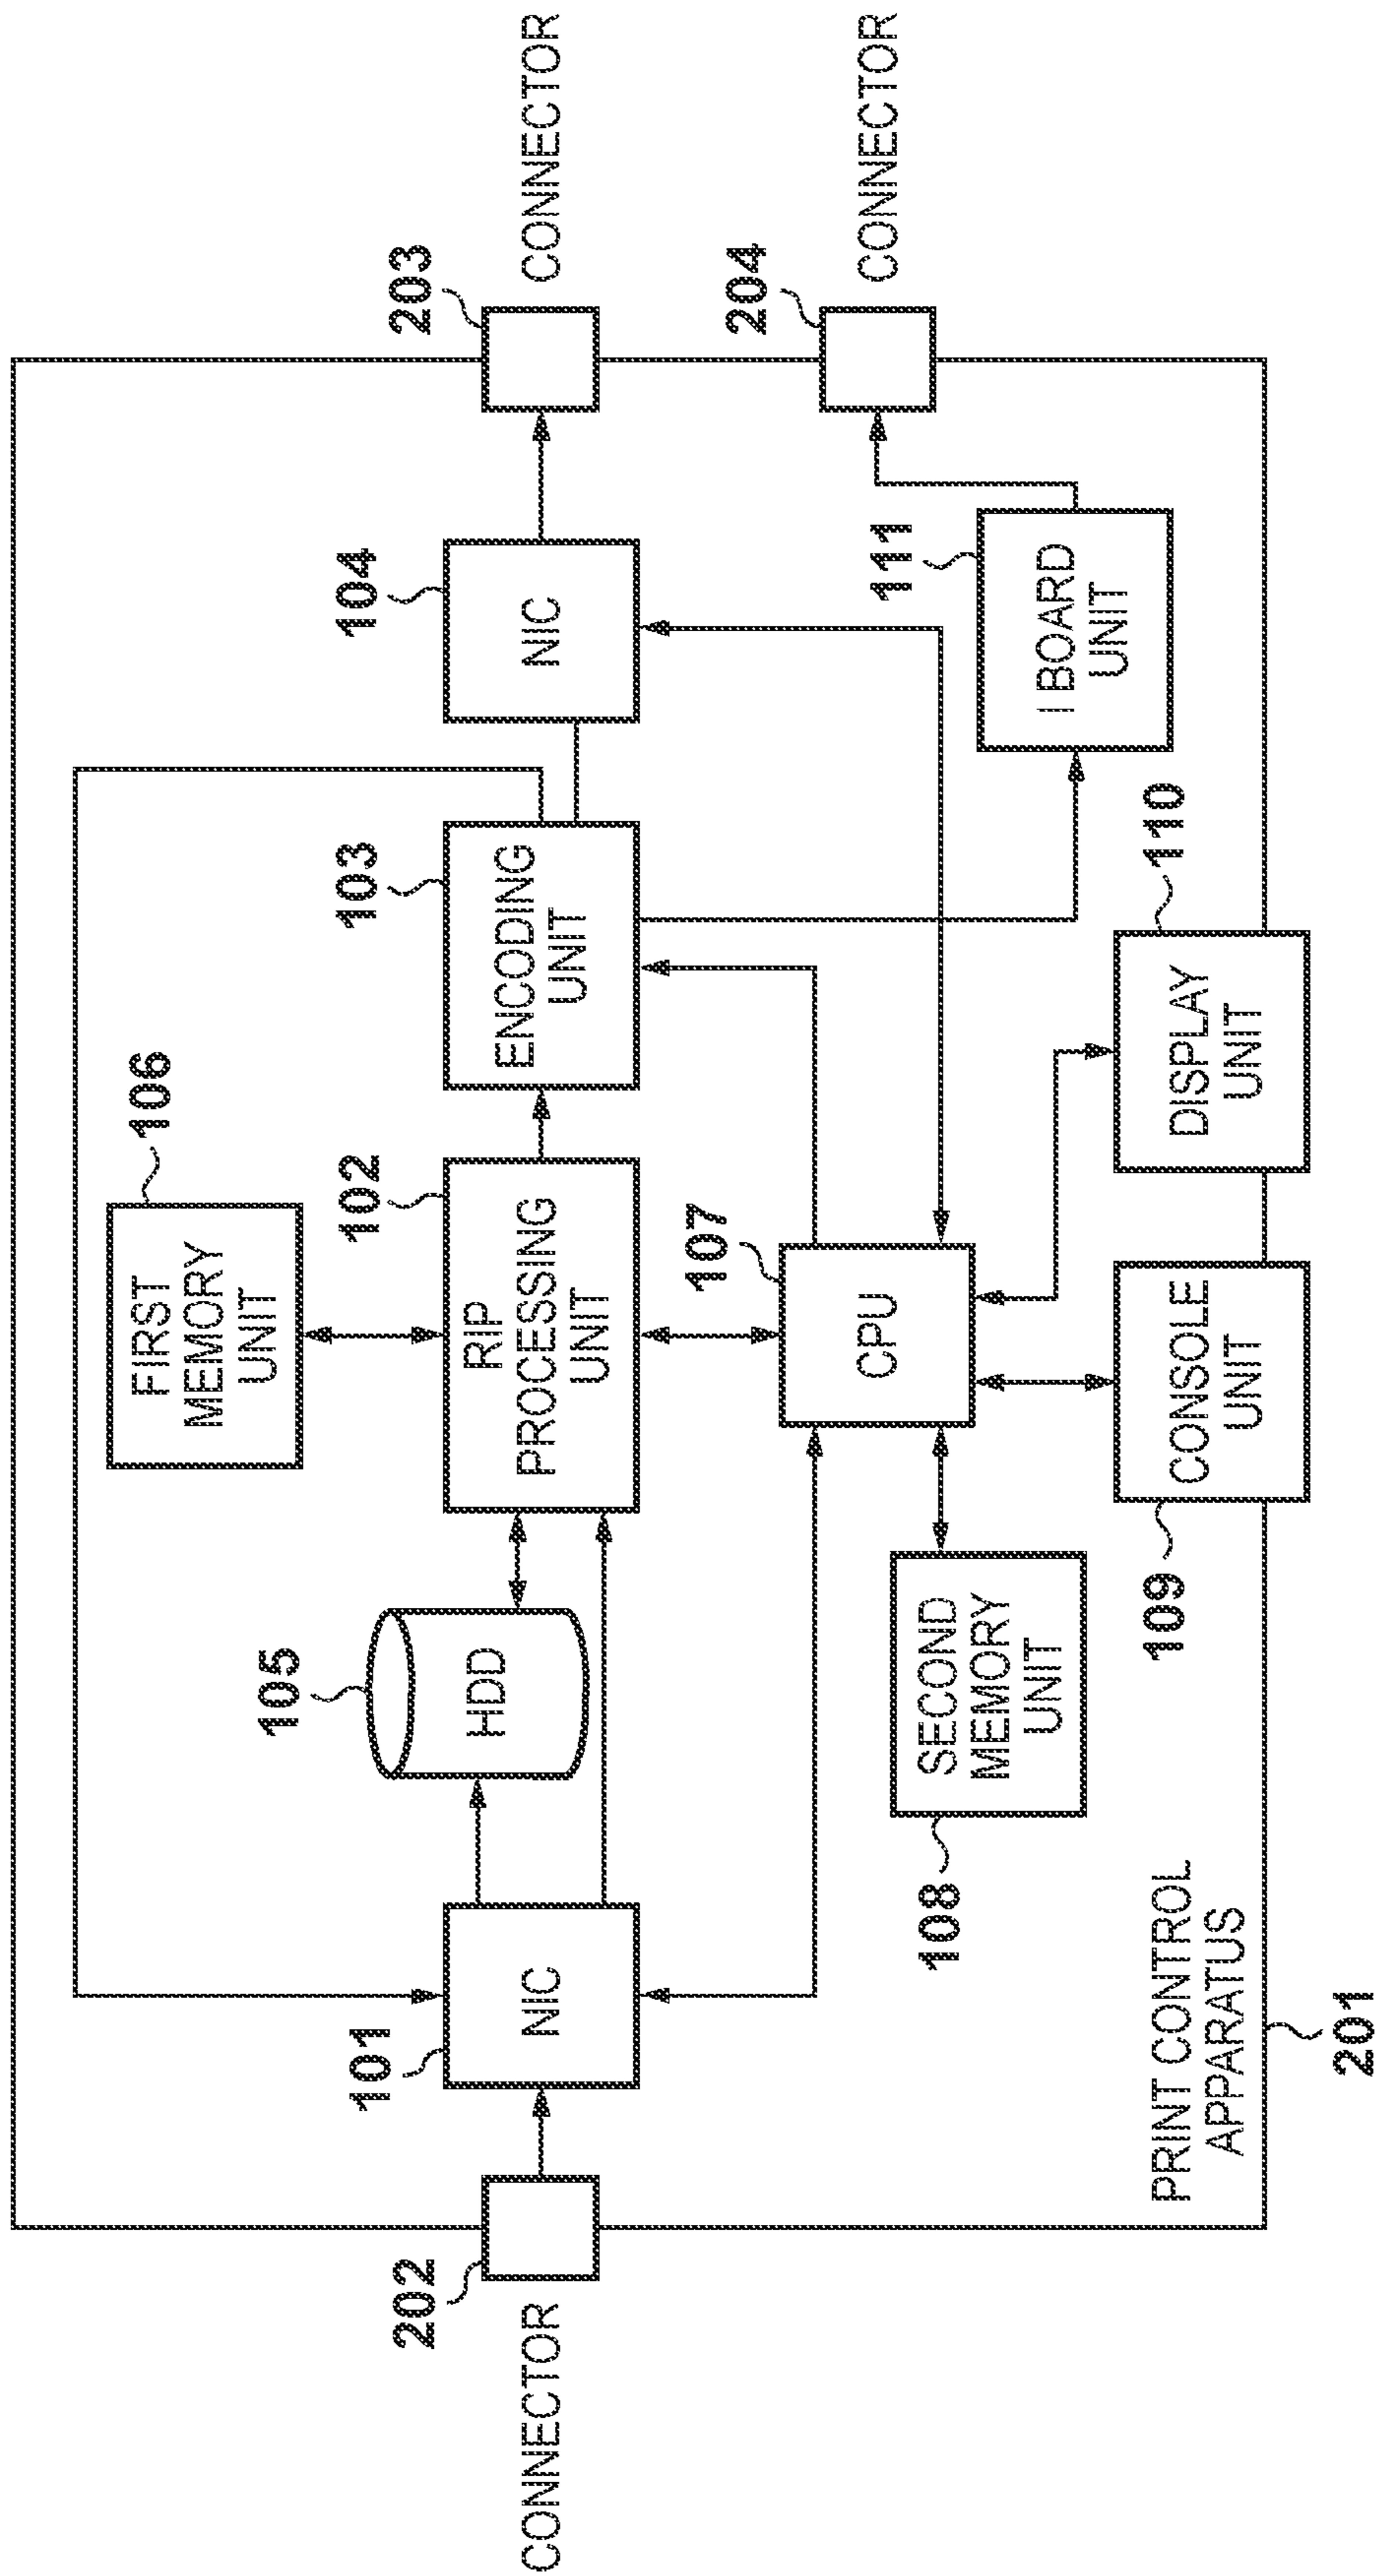 CONNECTOR
202
101
NIC
105
HDD
106
FIRST
MEMORY
UNIT
102
RIP
PROCESSING
UNIT
103
ENCODING
UNIT
104
NIC
203
CONNECTOR
204
CONNECTOR
107
CPU
108
SECOND
MEMORY
UNIT
109
CONSOLE
UNIT
110
DISPLAY
UNIT
111
I BOARD
UNIT
PRINT CONTROL
APPARATUS
201